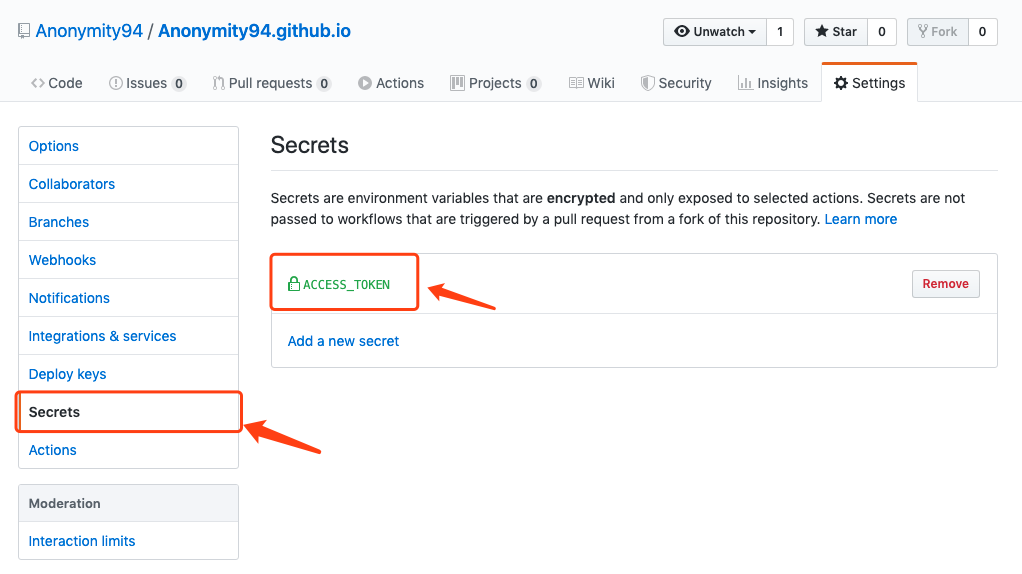 Anonymity94 / Anonymity94.github.io
Unwatch 1 Star 0 Fork 0
Code Issues 0 Pull requests 0 Actions Projects 0 Wiki Security Insights Settings
Options
Collaborators
Branches
Webhooks
Notifications
Integrations & services
Deploy keys
Secrets
Actions
Moderation
Interaction limits
Secrets
Secrets are environment variables that are encrypted and only exposed to selected actions. Secrets are not
passed to workflows that are triggered by a pull request from a fork of this repository. Learn more
ACCESS_TOKEN Remove
Add a new secret